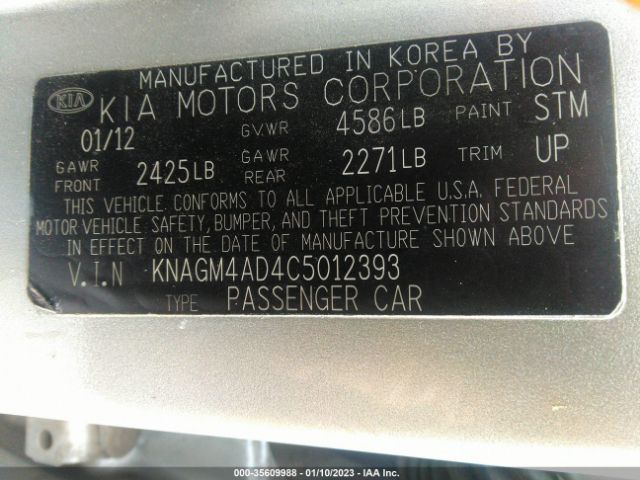 MANUFACTURED IN KOREA BY
KIA KIA MOTORS CORPORATION
01/12 GVWR 4586LB PAINT STM
GAWR FRONT 2425LB GAWR REAR 2271LB TRIM UP
THIS VEHICLE CONFORMS TO ALL APPLICABLE U.S.A. FEDERAL
MOTOR VEHICLE SAFETY, BUMPER, AND THEFT PREVENTION STANDARDS
IN EFFECT ON THE DATE OF MANUFACTURE SHOWN ABOVE
V.I.N KNAGM4AD4C5012393
TYPE PASSENGER CAR
000-35609988 - 01/10/2023 - IAA Inc.